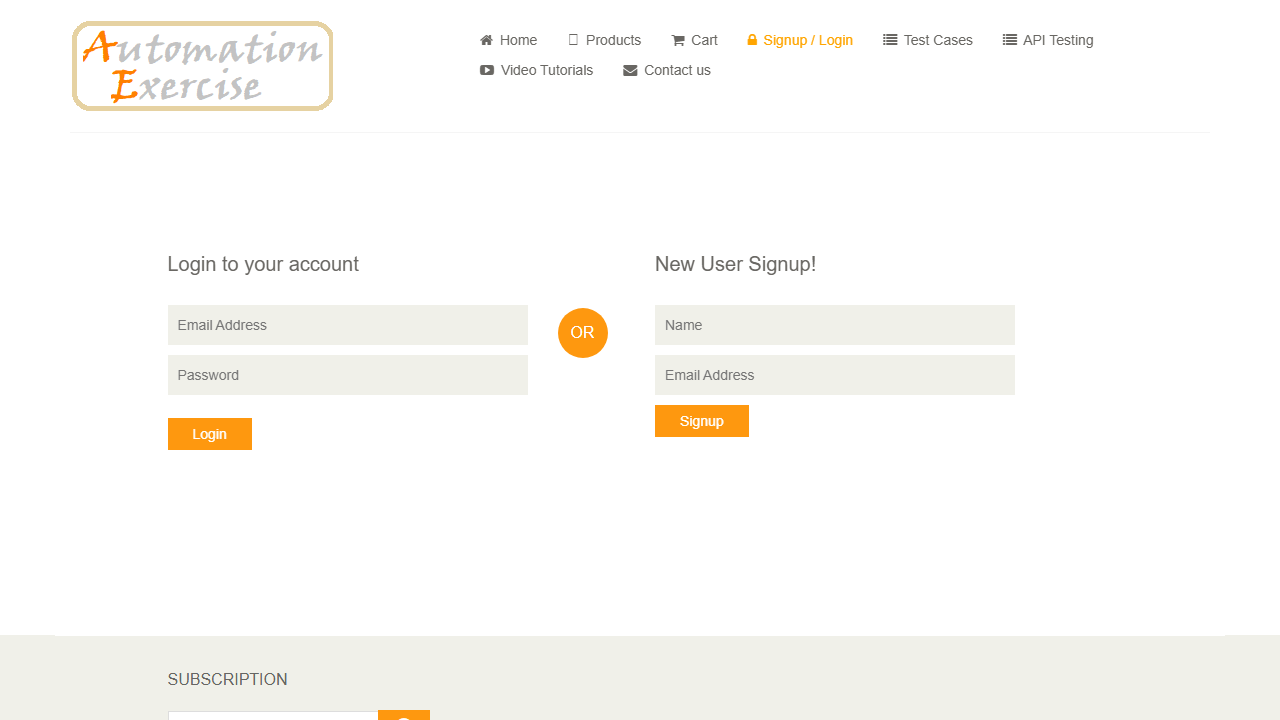 Automation
Exercise
Home Products Cart Signup / Login Test Cases API Testing
Video Tutorials Contact us
Login to your account
Email Address
Password
Login
OR
New User Signup!
Name
Email Address
Signup
SUBSCRIPTION